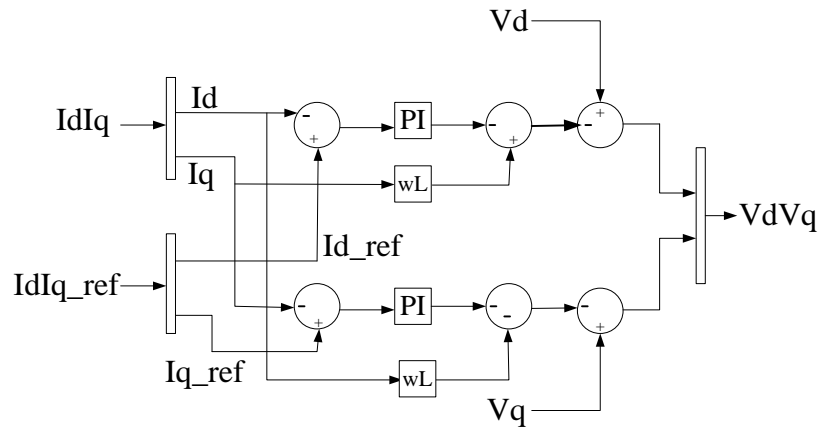 Vd
Id
IdIq
-
+
PI
-
+
-
+
Iq
wL
VdVq
Id_ref
IdIq_ref
-
+
PI
-
-
-
+
Iq_ref
wL
Vq